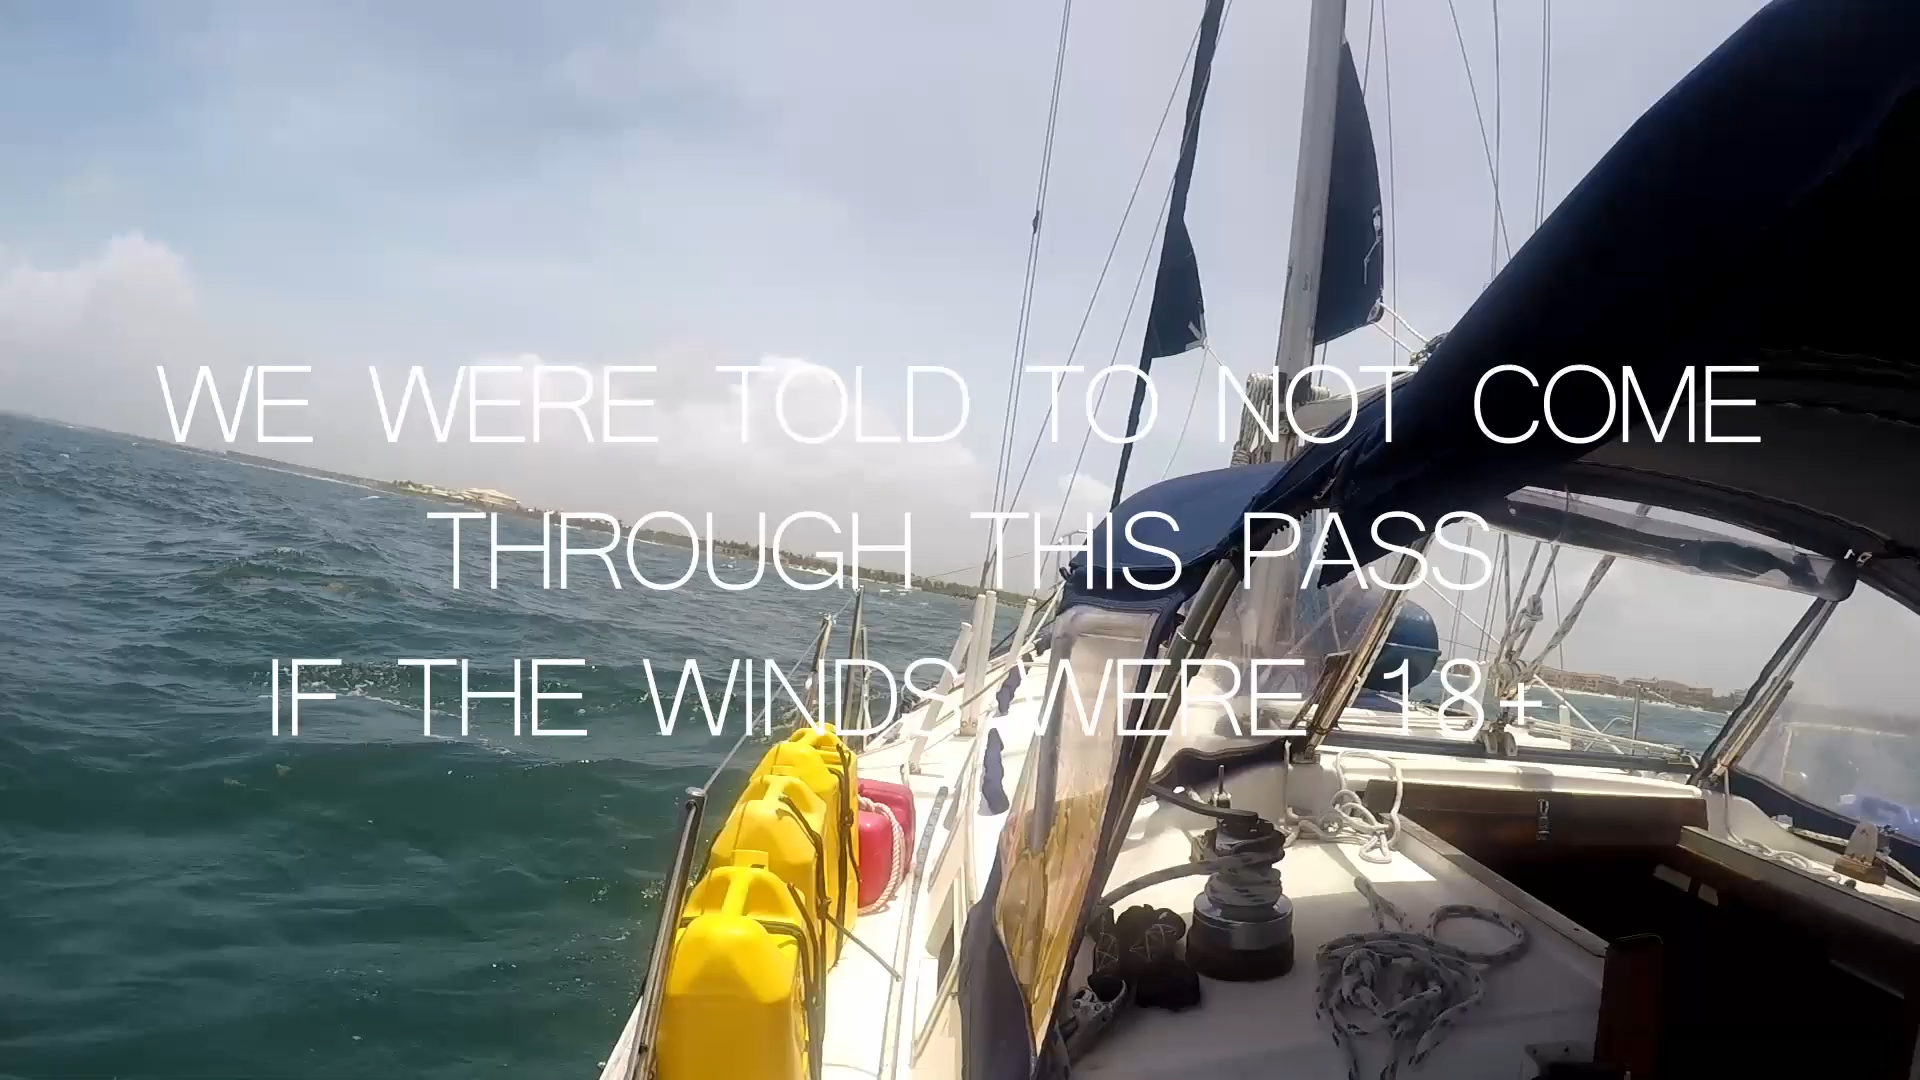 WE WERE TOLD TO NOT COME
THROUGH THIS PASS
IF THE WINDS WERE 18+